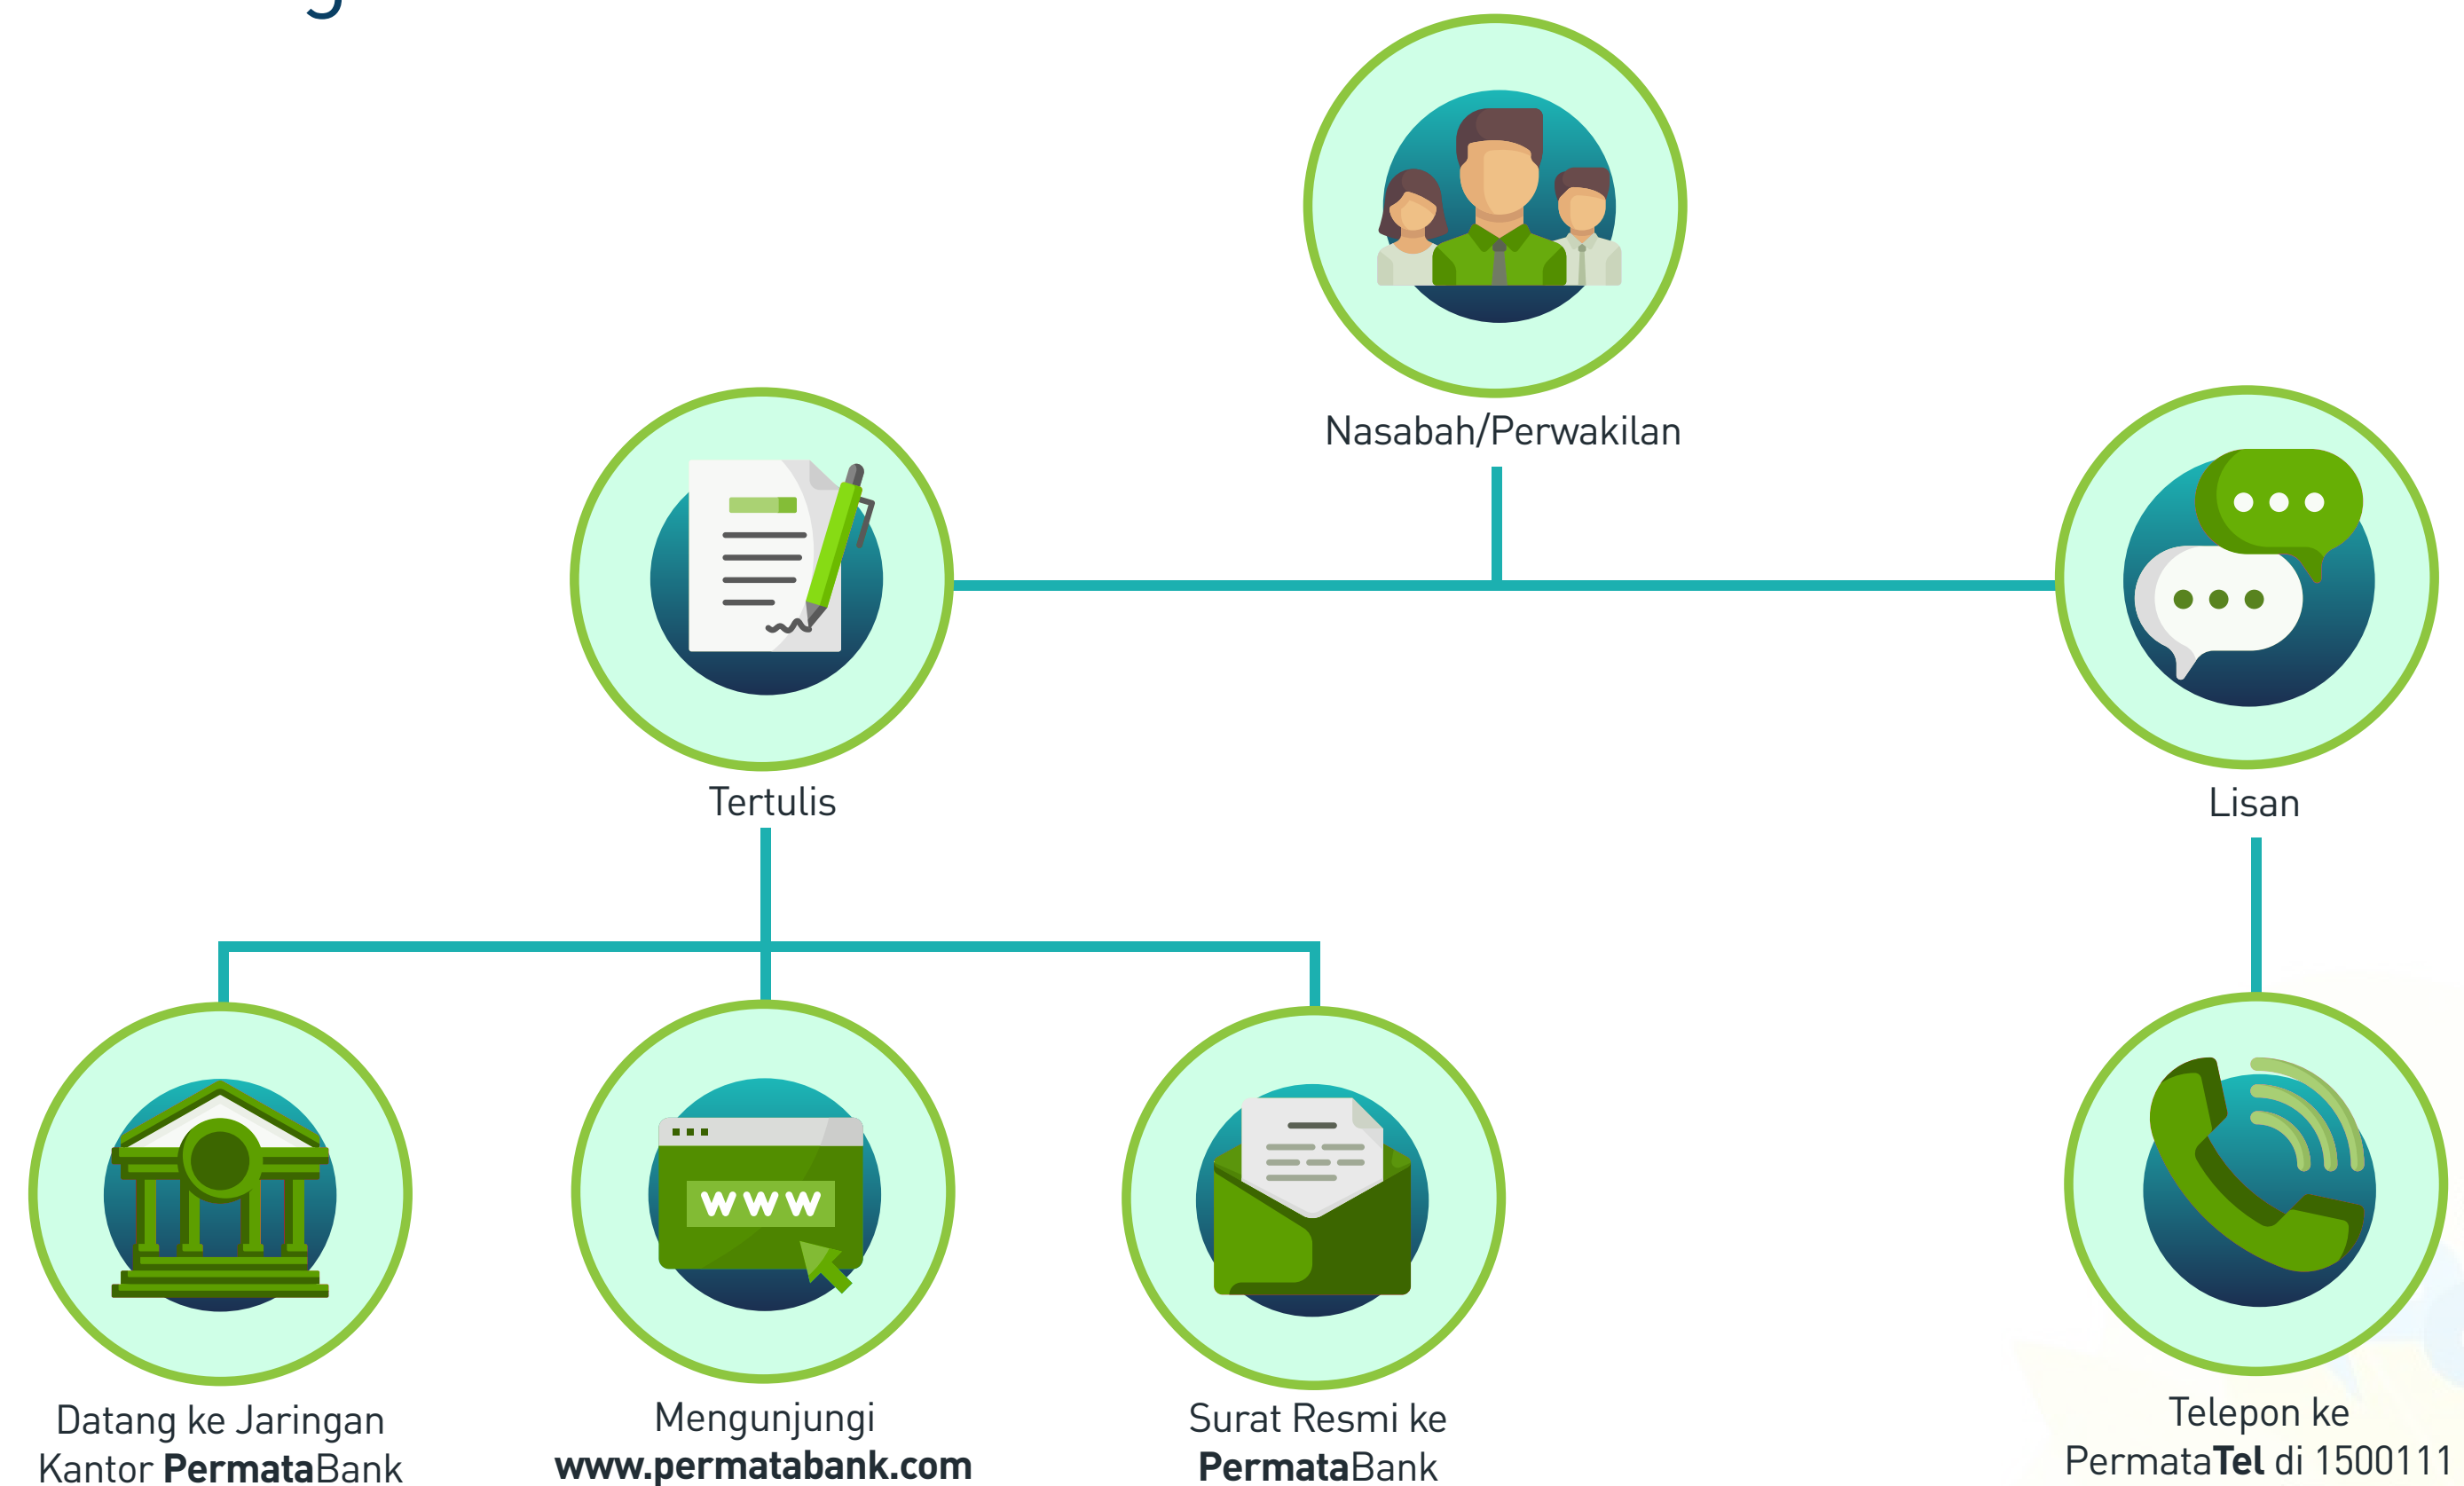 Nasabah/Perwakilan
Tertulis
Lisan
www
Datang ke Jaringan
Kantor PermataBank
Mengunjungi
www.permatabank.com
Surat Resmi ke
PermataBank
Telepon ke
PermataTel di 1500111